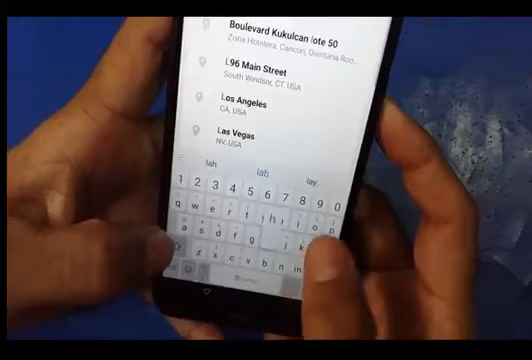 Boulevard Kukulcan lote 50
Zona Hotelera, Cancun, Quintana Roo...
L96 Main Street
South Windsor, CT, USA
Los Angeles
CA, USA
Las Vegas
NV, USA
lah lab lay
1 2 3 4 5 6 7 8 9 0
q w e r t h i o p
a s d f g j k
z x c v b n m